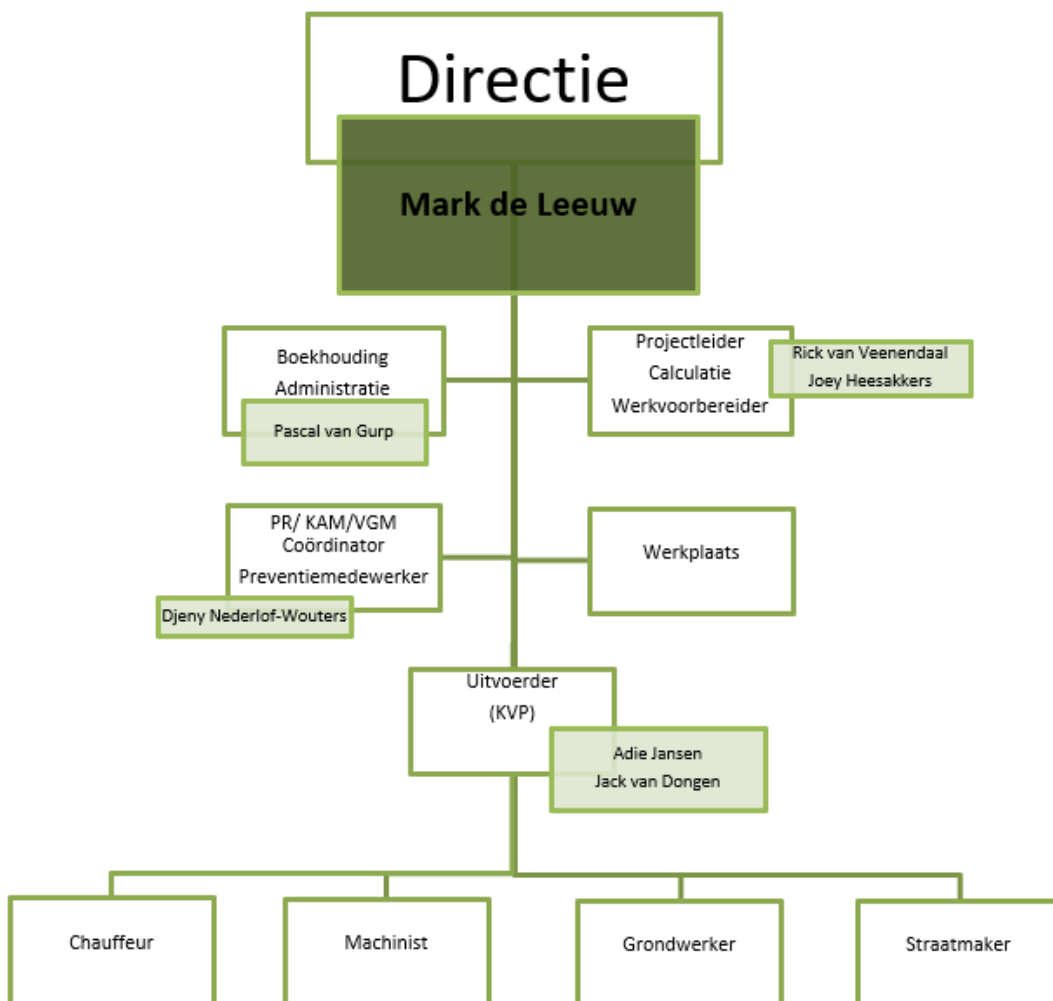 Directie
Mark de Leeuw
Boekhouding
Administratie
Pascal van Gurp
Projectleider
Calculatie
Werkvoorbereider
Rick van Veenendaal
Joey Heesakkers
PR/ KAM/VGM
Coördinator
Preventiemedewerker
Djeny Nederlof-Wouters
Werkplaats
Uitvoerder
(KVP)
Adie Jansen
Jack van Dongen
Chauffeur
Machinist
Grondwerker
Straatmaker